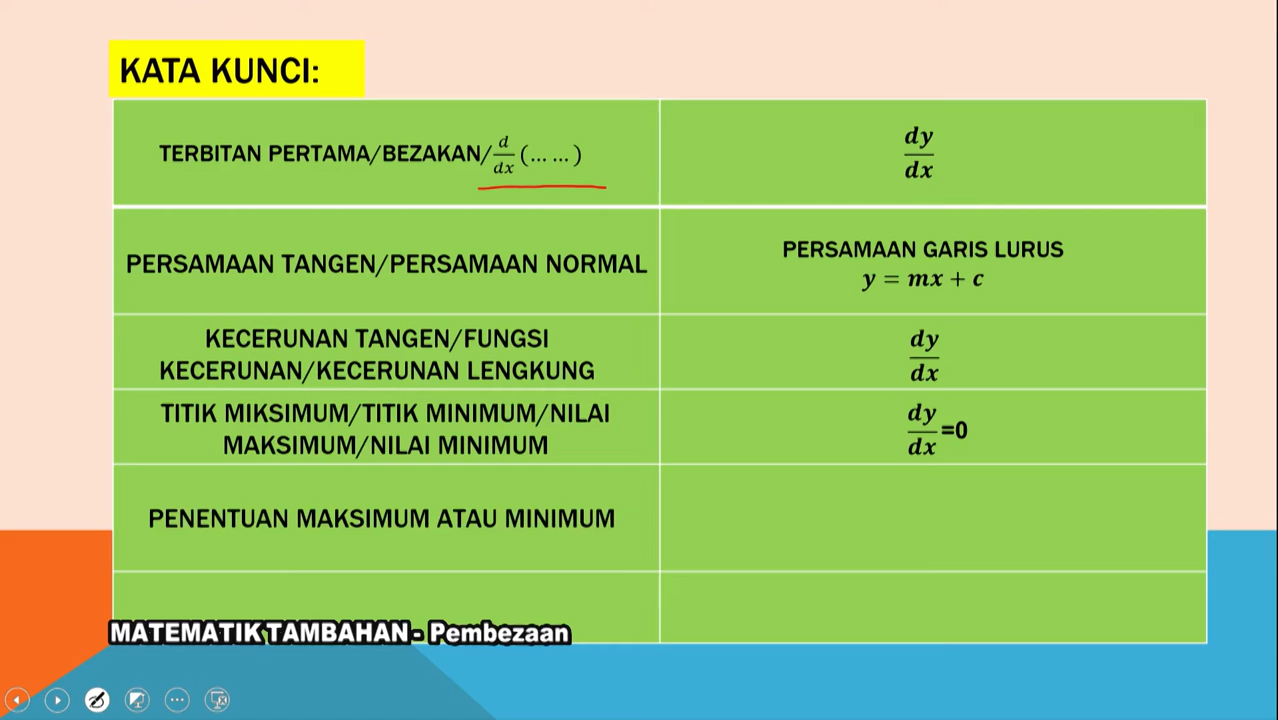 KATA KUNCI:
TERBITAN PERTAMA/BEZAKAN/d/dx(... ...)
dy/dx
PERSAMAAN TANGEN/PERSAMAAN NORMAL
PERSAMAAN GARIS LURUS
y = mx + c
KECERUNAN TANGEN/FUNGSI
KECERUNAN/KECERUNAN LENGKUNG
dy/dx
TITIK MIKSIMUM/TITIK MINIMUM/NILAI
MAKSIMUM/NILAI MINIMUM
dy/dx=0
PENENTUAN MAKSIMUM ATAU MINIMUM
MATEMATIK TAMBAHAN - Pembezaan